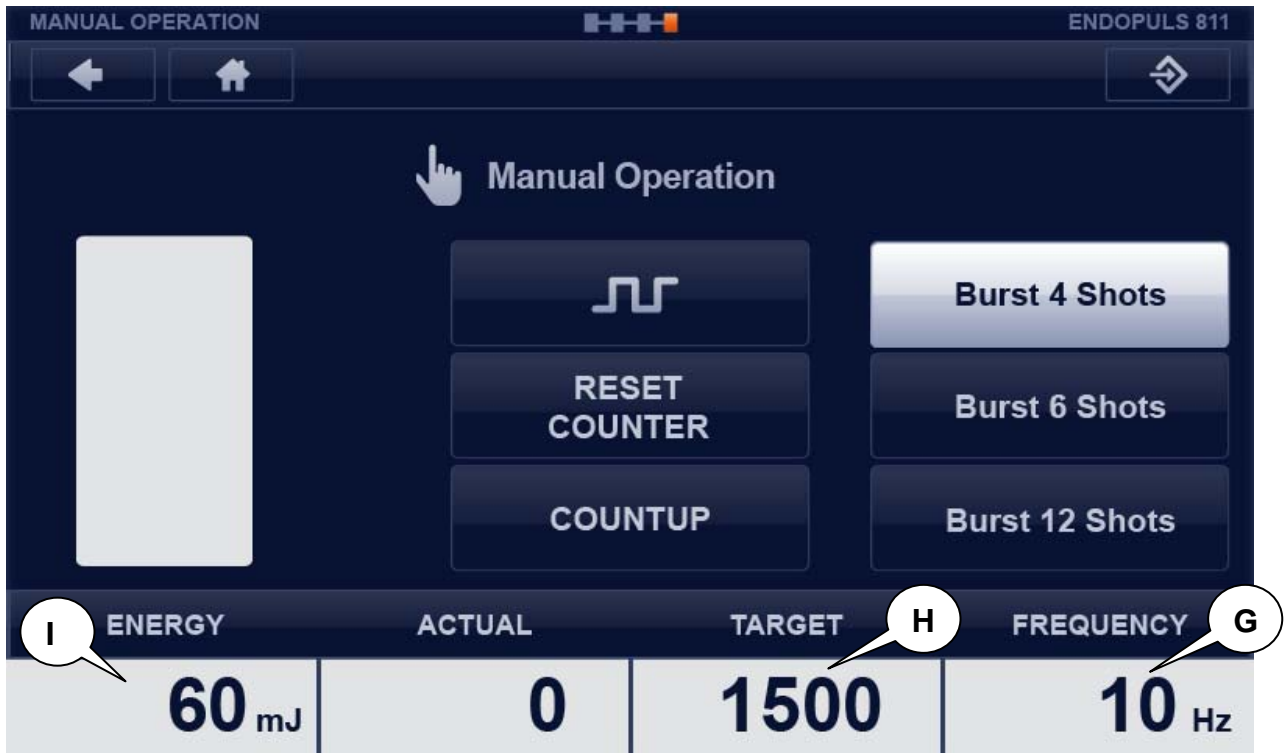 MANUAL OPERATION
ENDOPULS 811
Manual Operation
Burst 4 Shots
RESET
COUNTER
Burst 6 Shots
COUNTUP
Burst 12 Shots
I
ENERGY
ACTUAL
TARGET
H
FREQUENCY
G
60 mJ
0
1500
10 Hz